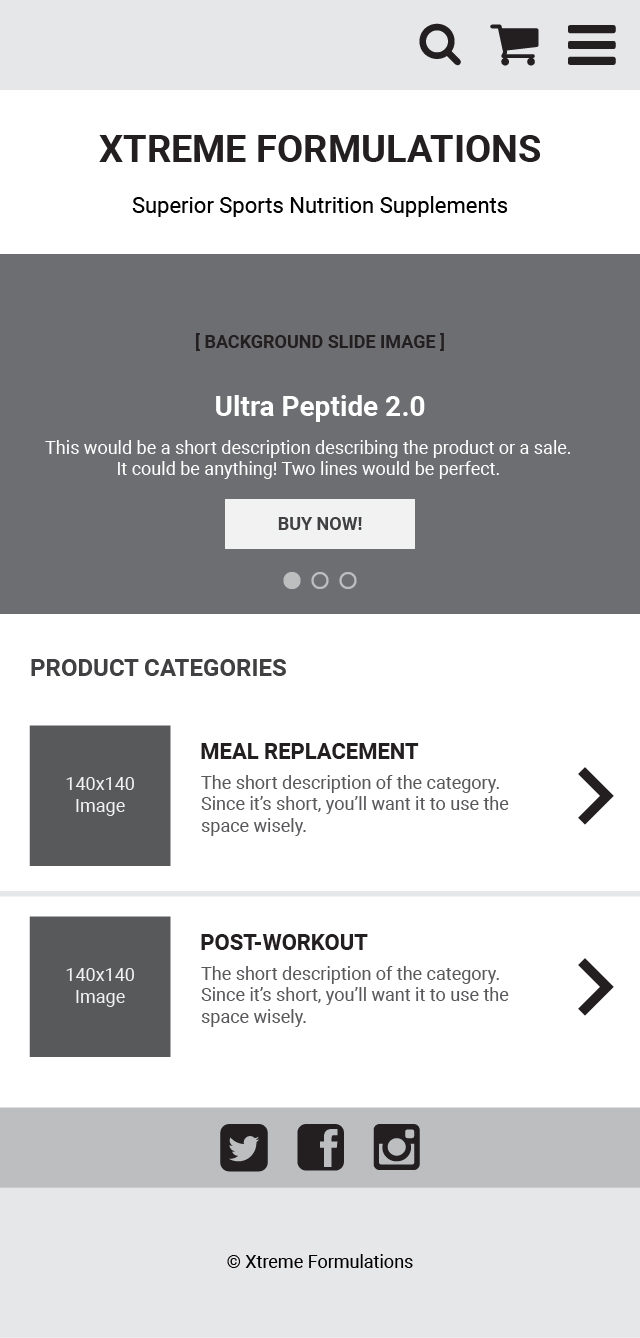 XTREME FORMULATIONS
Superior Sports Nutrition Supplements
[ BACKGROUND SLIDE IMAGE ]
Ultra Peptide 2.0
This would be a short description describing the product or a sale.
It could be anything! Two lines would be perfect.
BUY NOW!
PRODUCT CATEGORIES
140x140
Image
MEAL REPLACEMENT
The short description of the category.
Since it’s short, you’ll want it to use the
space wisely.
140x140
Image
POST-WORKOUT
The short description of the category.
Since it’s short, you’ll want it to use the
space wisely.
© Xtreme Formulations